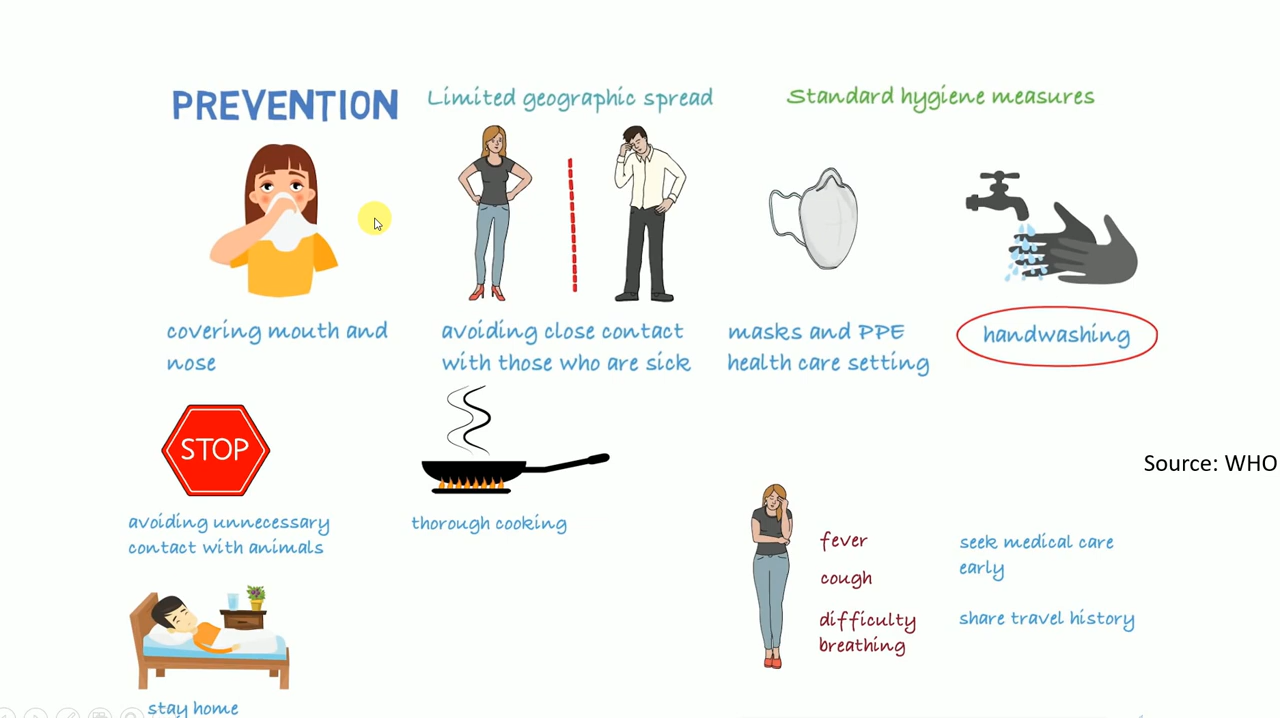 PREVENTION
Limited geographic spread
Standard hygiene measures
covering mouth and
nose
avoiding close contact
with those who are sick
masks and PPE
health care setting
handwashing
STOP
avoiding unnecessary
contact with animals
thorough cooking
Source: WHO
fever
cough
difficulty
breathing
seek medical care
early
share travel history
stay home